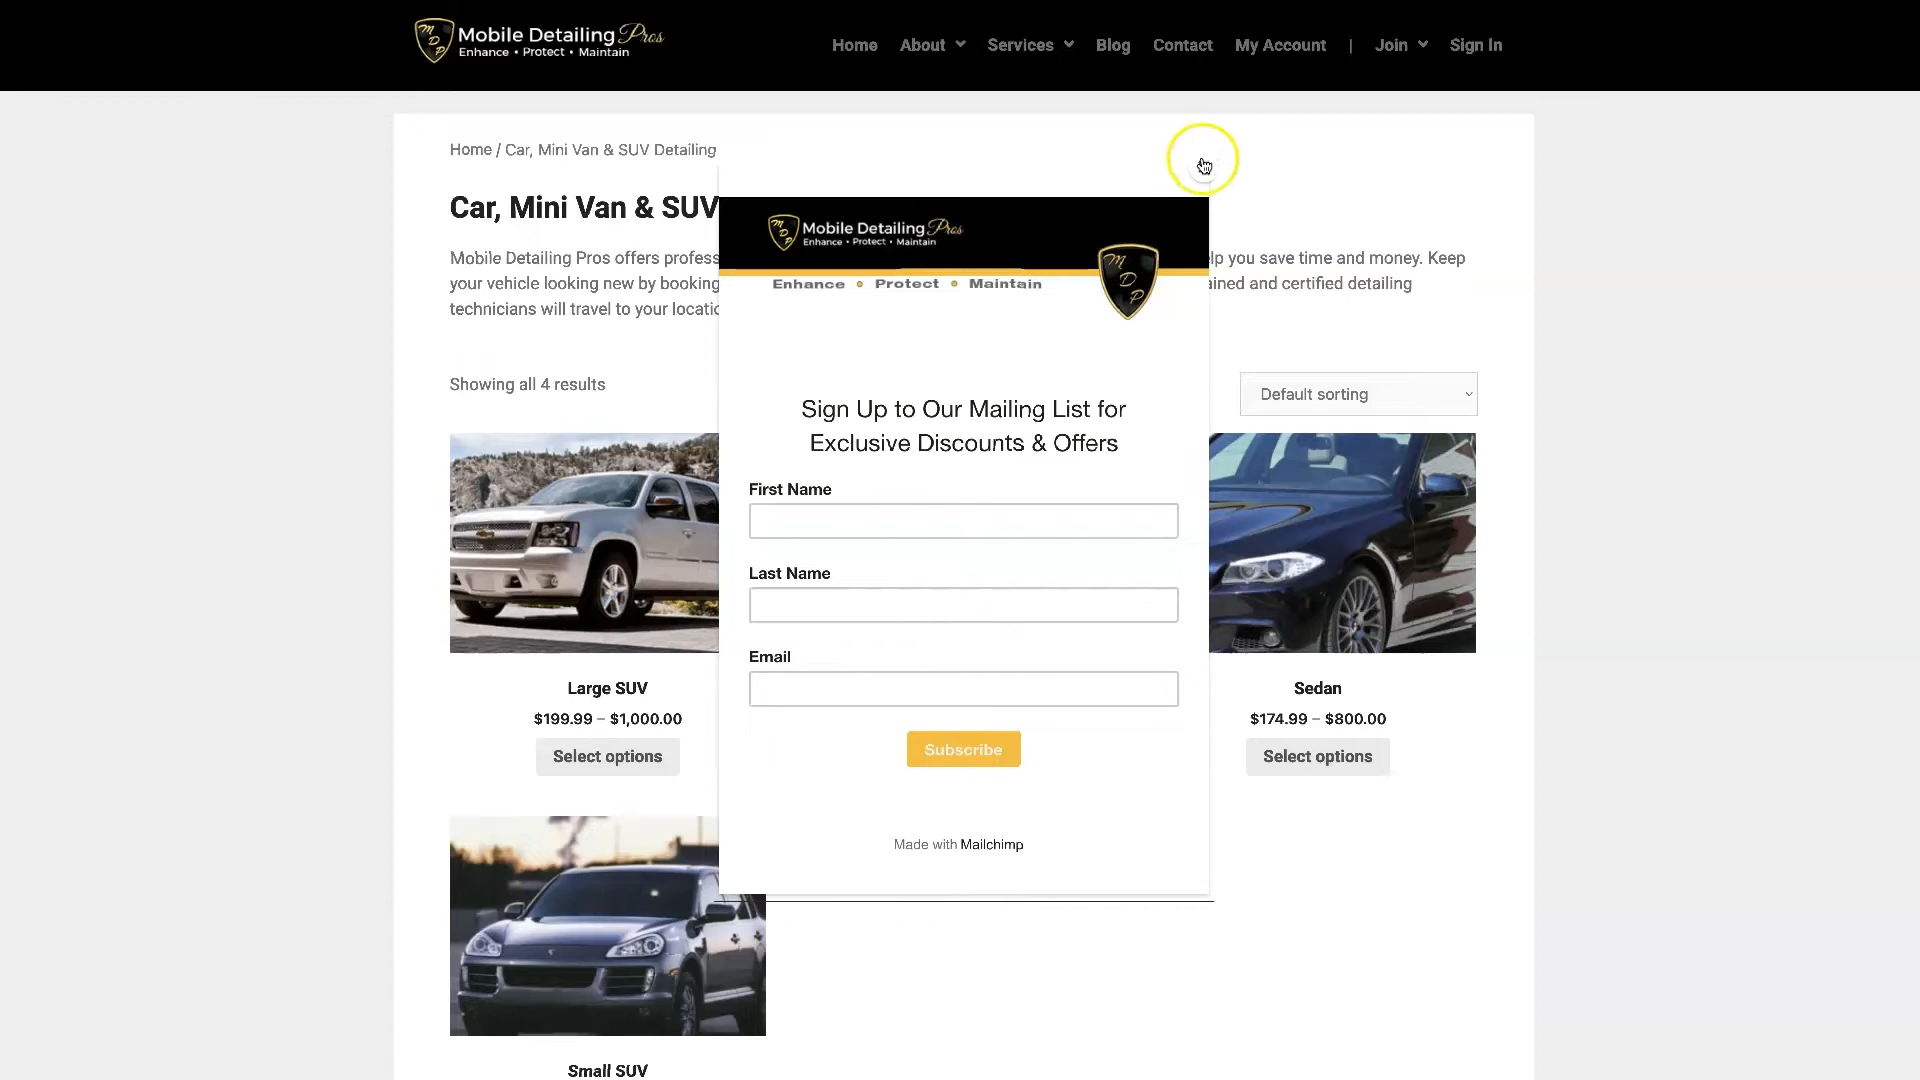 M D P
Mobile Detailing Pros
Enhance • Protect • Maintain
Home
About
Services
Blog
Contact
My Account
|
Join
Sign In
Home / Car, Mini Van & SUV Detailing
Car, Mini Van & SUV
Mobile Detailing Pros offers profess
lp you save time and money. Keep
your vehicle looking new by booking
ained and certified detailing
technicians will travel to your locatio
Showing all 4 results
Default sorting
M D P
Mobile Detailing Pros
Enhance • Protect • Maintain
Enhance • Protect • Maintain
M D P
Sign Up to Our Mailing List for
Exclusive Discounts & Offers
First Name
Last Name
Email
Subscribe
Made with Mailchimp
Large SUV
$199.99 – $1,000.00
Select options
Sedan
$174.99 – $800.00
Select options
Small SUV